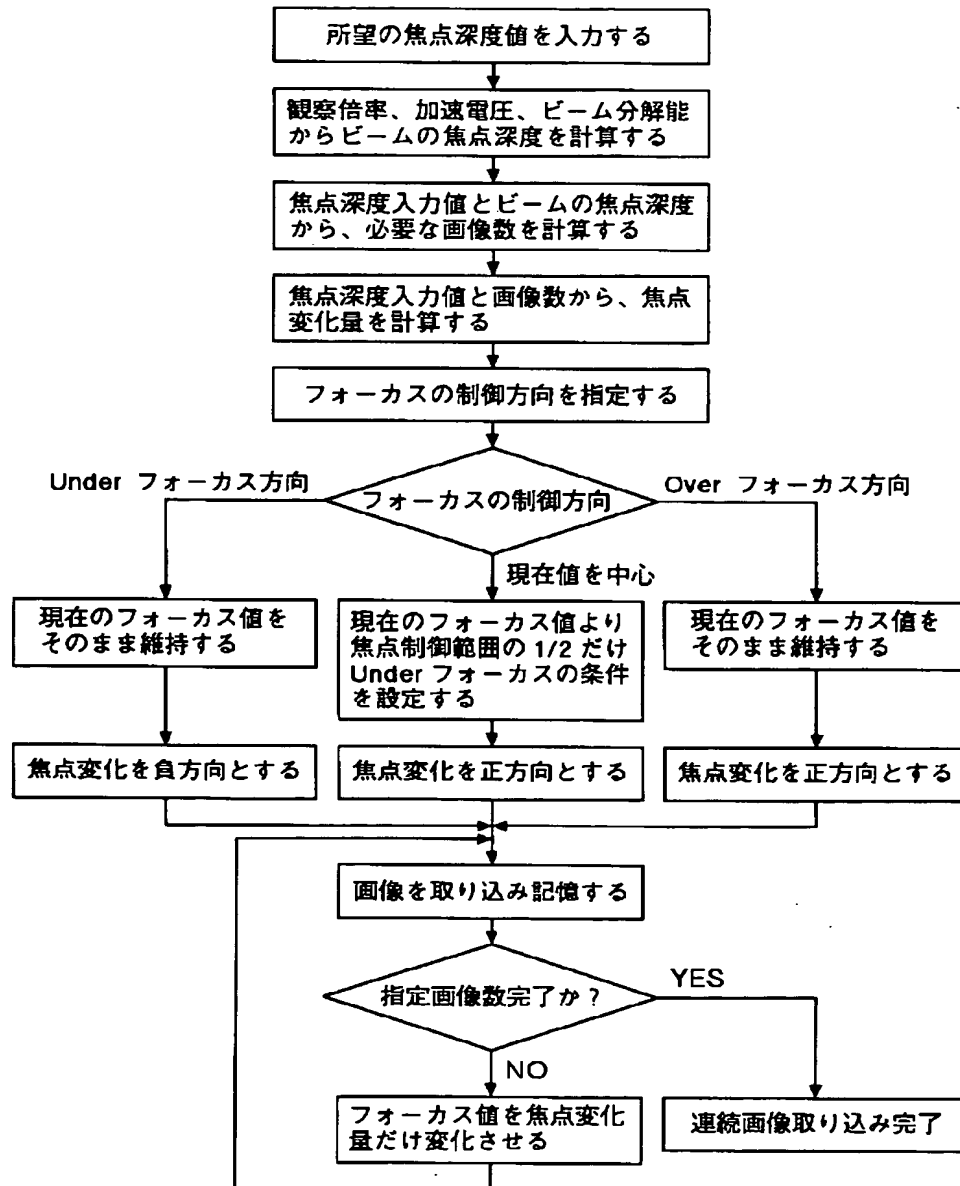 所望の焦点深度値を入力する
観察倍率、加速電圧、ビーム分解能
からビームの焦点深度を計算する
焦点深度入力値とビームの焦点深度
から、必要な画像数を計算する
焦点深度入力値と画像数から、焦点
変化量を計算する
フォーカスの制御方向を指定する
Under フォーカス方向
フォーカスの制御方向
Over フォーカス方向
現在値を中心
現在のフォーカス値を
そのまま維持する
現在のフォーカス値より
焦点制御範囲の 1/2 だけ
Under フォーカスの条件
を設定する
現在のフォーカス値を
そのまま維持する
焦点変化を負方向とする
焦点変化を正方向とする
焦点変化を正方向とする
画像を取り込み記憶する
指定画像数完了か？
YES
NO
フォーカス値を焦点変化
量だけ変化させる
連続画像取り込み完了